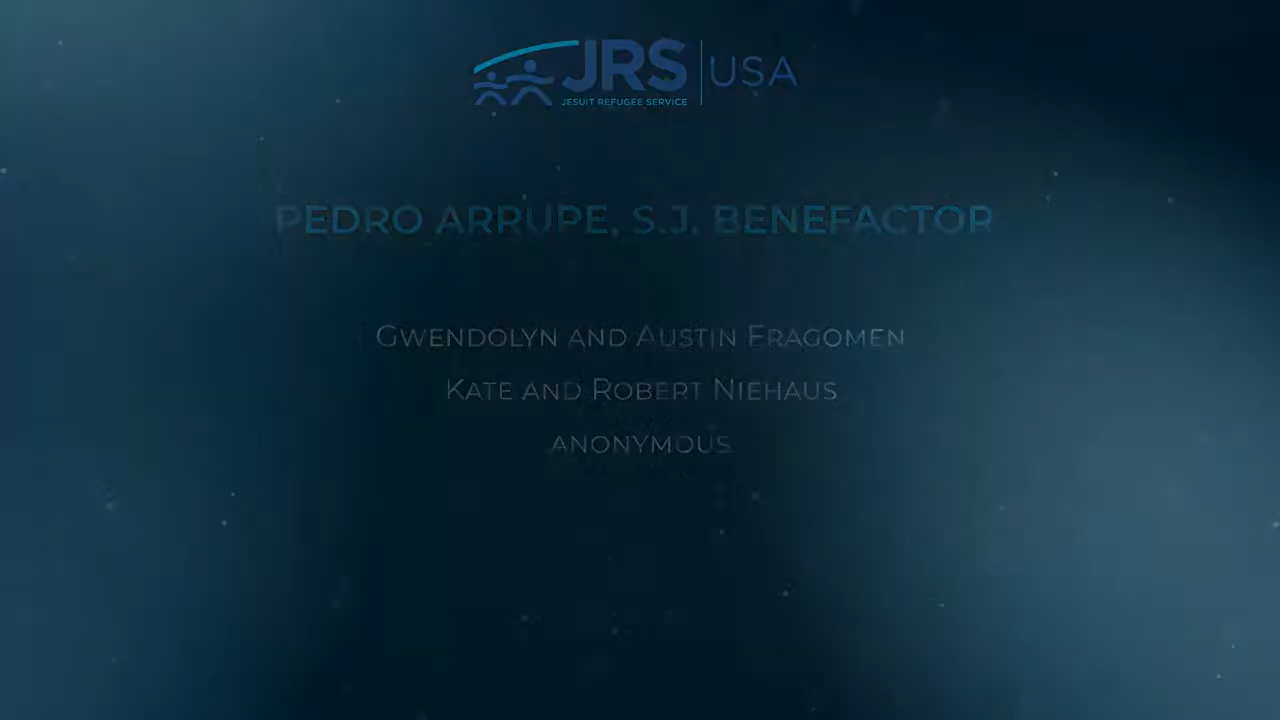 JRS USA
JESUIT REFUGEE SERVICE
PEDRO ARRUPE, S.J. BENEFACTOR
GWENDOLYN AND AUSTIN FRAGOMEN
KATE AND ROBERT NIEHAUS
ANONYMOUS